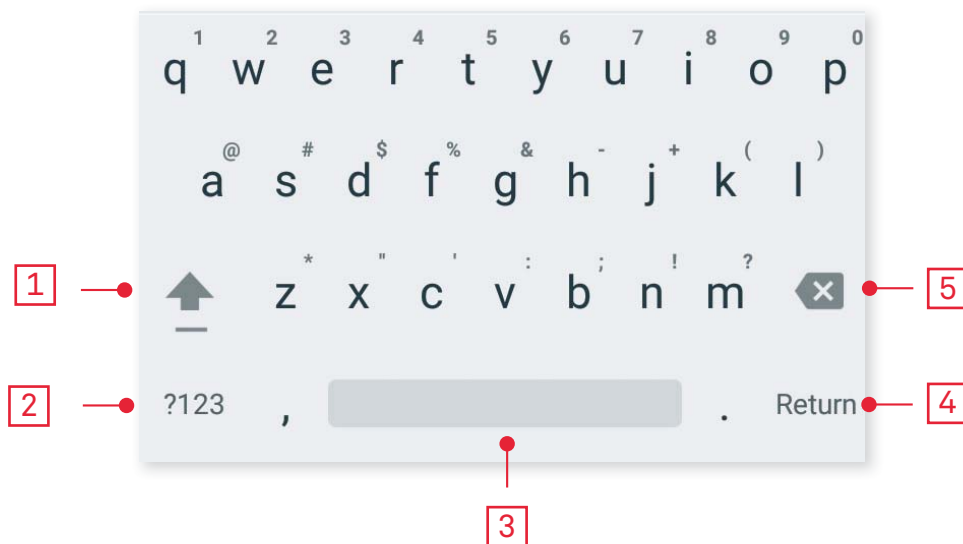 1 2 3 4 5 6 7 8 9 0
q w e r t y u i o p
@ # $ % & - + ( )
a s d f g h j k l
* " ' : ; ! ?
1 z x c v b n m 5
2 ?123 , . Return 4
3